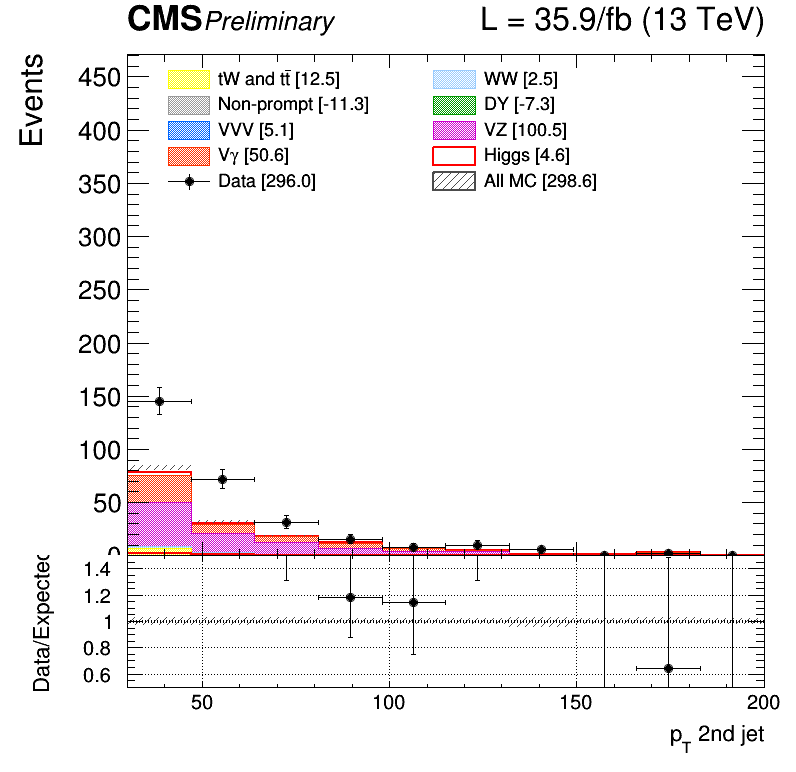 CMS Preliminary L = 35.9/fb (13 TeV)
Events
450
400
350
300
250
200
150
100
50
0
tW and tt̄ [12.5]
Non-prompt [-11.3]
VVV [5.1]
Vγ [50.6]
Data [296.0]
WW [2.5]
DY [-7.3]
VZ [100.5]
Higgs [4.6]
All MC [298.6]
Data/Expected
1.4
1.2
1
0.8
0.6
50 100 150 200
p_T 2nd jet